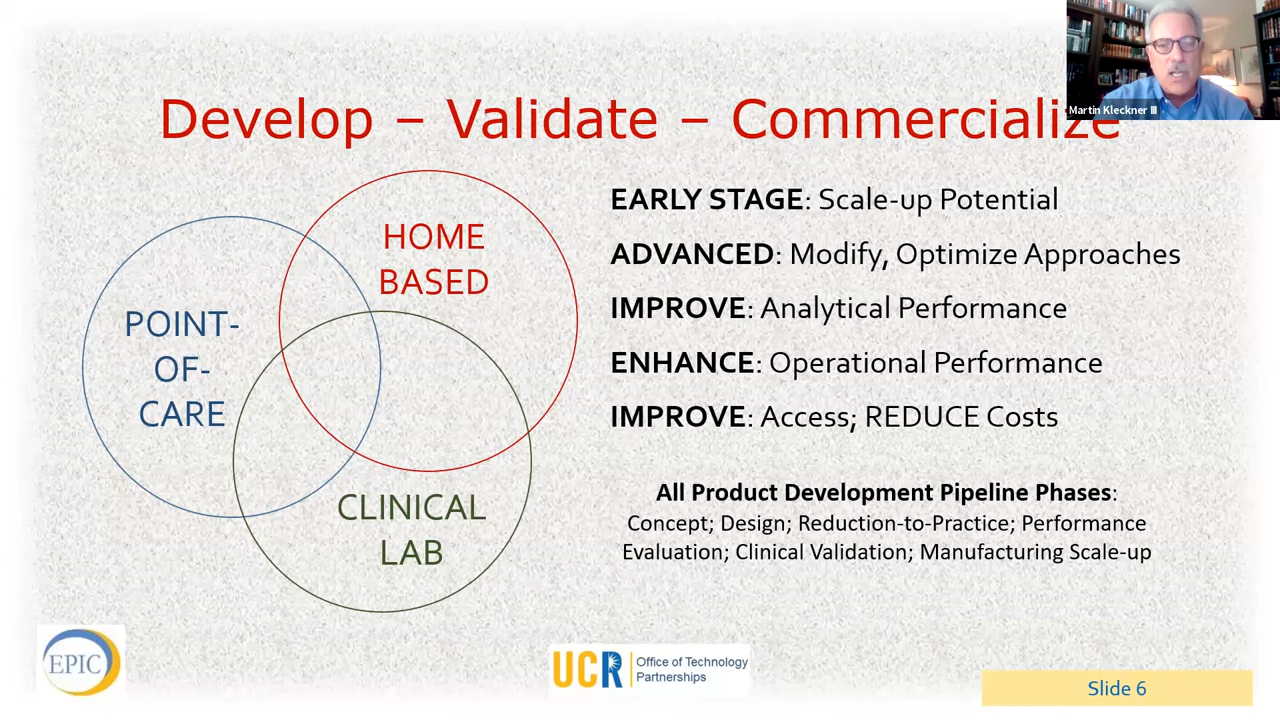 Martin Kleckner III
Develop – Validate – Commercialize
HOME
BASED
POINT-
OF-
CARE
CLINICAL
LAB
EARLY STAGE: Scale-up Potential
ADVANCED: Modify, Optimize Approaches
IMPROVE: Analytical Performance
ENHANCE: Operational Performance
IMPROVE: Access; REDUCE Costs
All Product Development Pipeline Phases:
Concept; Design; Reduction-to-Practice; Performance
Evaluation; Clinical Validation; Manufacturing Scale-up
EPIC
UCR
Office of Technology
Partnerships
Slide 6